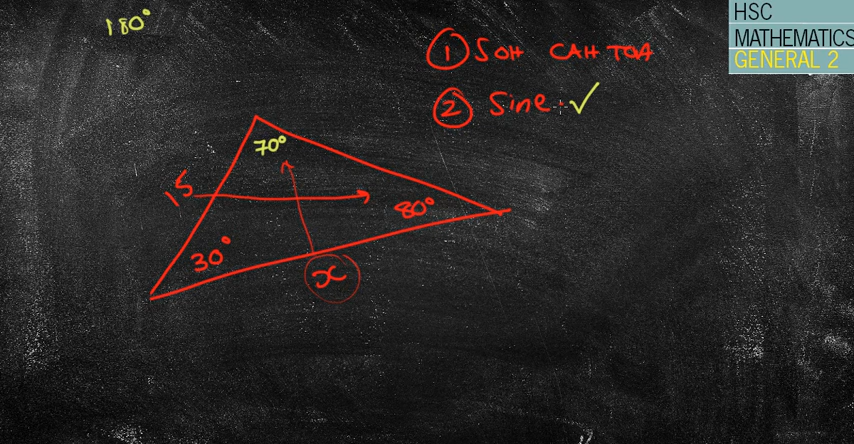 180°
HSC
MATHEMATICS
GENERAL 2
① SOH CAH TOA
② Sine ✓
70°
15
80°
30°
x